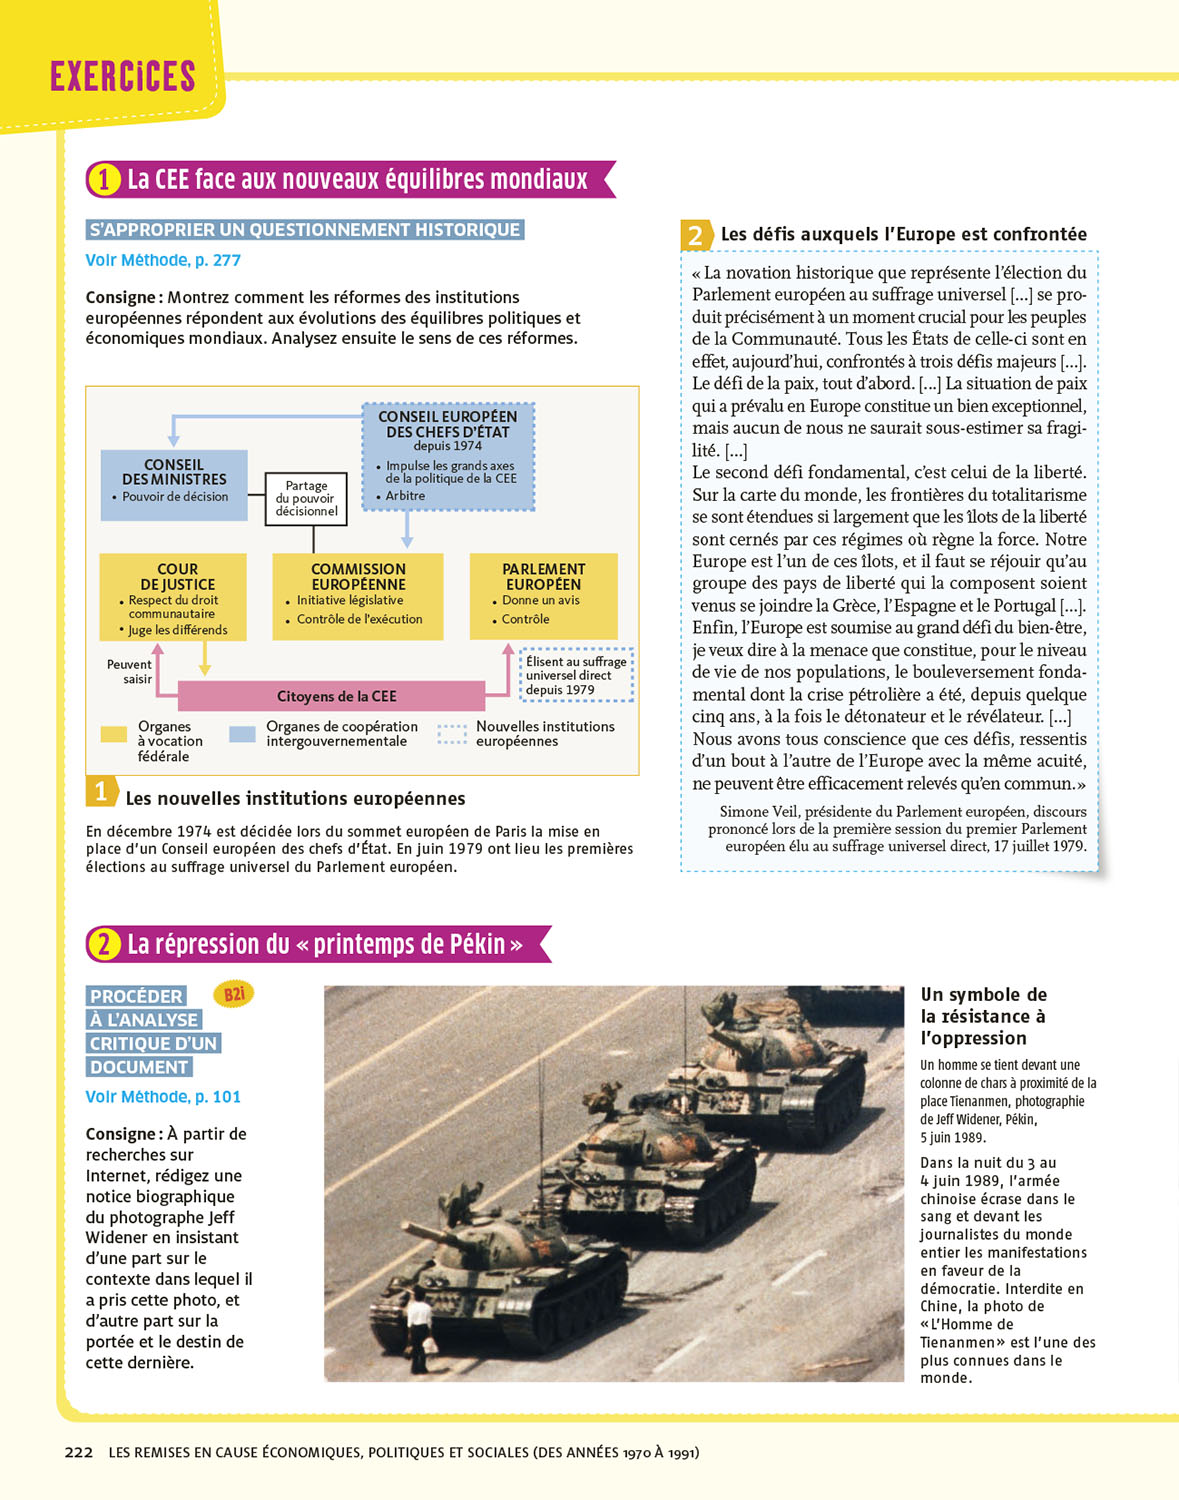 EXERCiCES
1 La CEE face aux nouveaux équilibres mondiaux
S'APPROPRIER UN QUESTIONNEMENT HISTORIQUE
Voir Méthode, p. 277
Consigne : Montrez comment les réformes des institutions
européennes répondent aux évolutions des équilibres politiques et
économiques mondiaux. Analysez ensuite le sens de ces réformes.
CONSEIL EUROPÉEN
DES CHEFS D'ÉTAT
depuis 1974
• Impulse les grands axes
de la politique de la CEE
• Arbitre
CONSEIL
DES MINISTRES
• Pouvoir de décision
Partage
du pouvoir
décisionnel
COUR
DE JUSTICE
• Respect du droit
communautaire
• Juge les différends
COMMISSION
EUROPÉENNE
• Initiative législative
• Contrôle de l'exécution
PARLEMENT
EUROPÉEN
• Donne un avis
• Contrôle
Peuvent
saisir
Élisent au suffrage
universel direct
depuis 1979
Citoyens de la CEE
Organes
à vocation
fédérale
Organes de coopération
intergouvernementale
Nouvelles institutions
européennes
1 Les nouvelles institutions européennes
En décembre 1974 est décidée lors du sommet européen de Paris la mise en
place d'un Conseil européen des chefs d'État. En juin 1979 ont lieu les premières
élections au suffrage universel du Parlement européen.
2 Les défis auxquels l'Europe est confrontée
« La novation historique que représente l'élection du
Parlement européen au suffrage universel [...] se pro-
duit précisément à un moment crucial pour les peuples
de la Communauté. Tous les États de celle-ci sont en
effet, aujourd'hui, confrontés à trois défis majeurs [...].
Le défi de la paix, tout d'abord. [...] La situation de paix
qui a prévalu en Europe constitue un bien exceptionnel,
mais aucun de nous ne saurait sous-estimer sa fragi-
lité. [...]
Le second défi fondamental, c'est celui de la liberté.
Sur la carte du monde, les frontières du totalitarisme
se sont étendues si largement que les îlots de la liberté
sont cernés par ces régimes où règne la force. Notre
Europe est l'un de ces îlots, et il faut se réjouir qu'au
groupe des pays de liberté qui la composent soient
venus se joindre la Grèce, l'Espagne et le Portugal [...].
Enfin, l'Europe est soumise au grand défi du bien-être,
je veux dire à la menace que constitue, pour le niveau
de vie de nos populations, le bouleversement fonda-
mental dont la crise pétrolière a été, depuis quelque
cinq ans, à la fois le détonateur et le révélateur. [...]
Nous avons tous conscience que ces défis, ressentis
d'un bout à l'autre de l'Europe avec la même acuité,
ne peuvent être efficacement relevés qu'en commun.»
Simone Veil, présidente du Parlement européen, discours
prononcé lors de la première session du premier Parlement
européen élu au suffrage universel direct, 17 juillet 1979.
2 La répression du « printemps de Pékin »
PROCÉDER
À L'ANALYSE
CRITIQUE D'UN
DOCUMENT
B2i
Voir Méthode, p. 101
Consigne : À partir de
recherches sur
Internet, rédigez une
notice biographique
du photographe Jeff
Widener en insistant
d'une part sur le
contexte dans lequel il
a pris cette photo, et
d'autre part sur la
portée et le destin de
cette dernière.
Un symbole de
la résistance à
l'oppression
Un homme se tient devant une
colonne de chars à proximité de la
place Tienanmen, photographie
de Jeff Widener, Pékin,
5 juin 1989.
Dans la nuit du 3 au
4 juin 1989, l'armée
chinoise écrase dans le
sang et devant les
journalistes du monde
entier les manifestations
en faveur de la
démocratie. Interdite en
Chine, la photo de
«L'Homme de
Tienanmen» est l'une des
plus connues dans le
monde.
222 LES REMISES EN CAUSE ÉCONOMIQUES, POLITIQUES ET SOCIALES (DES ANNÉES 1970 À 1991)